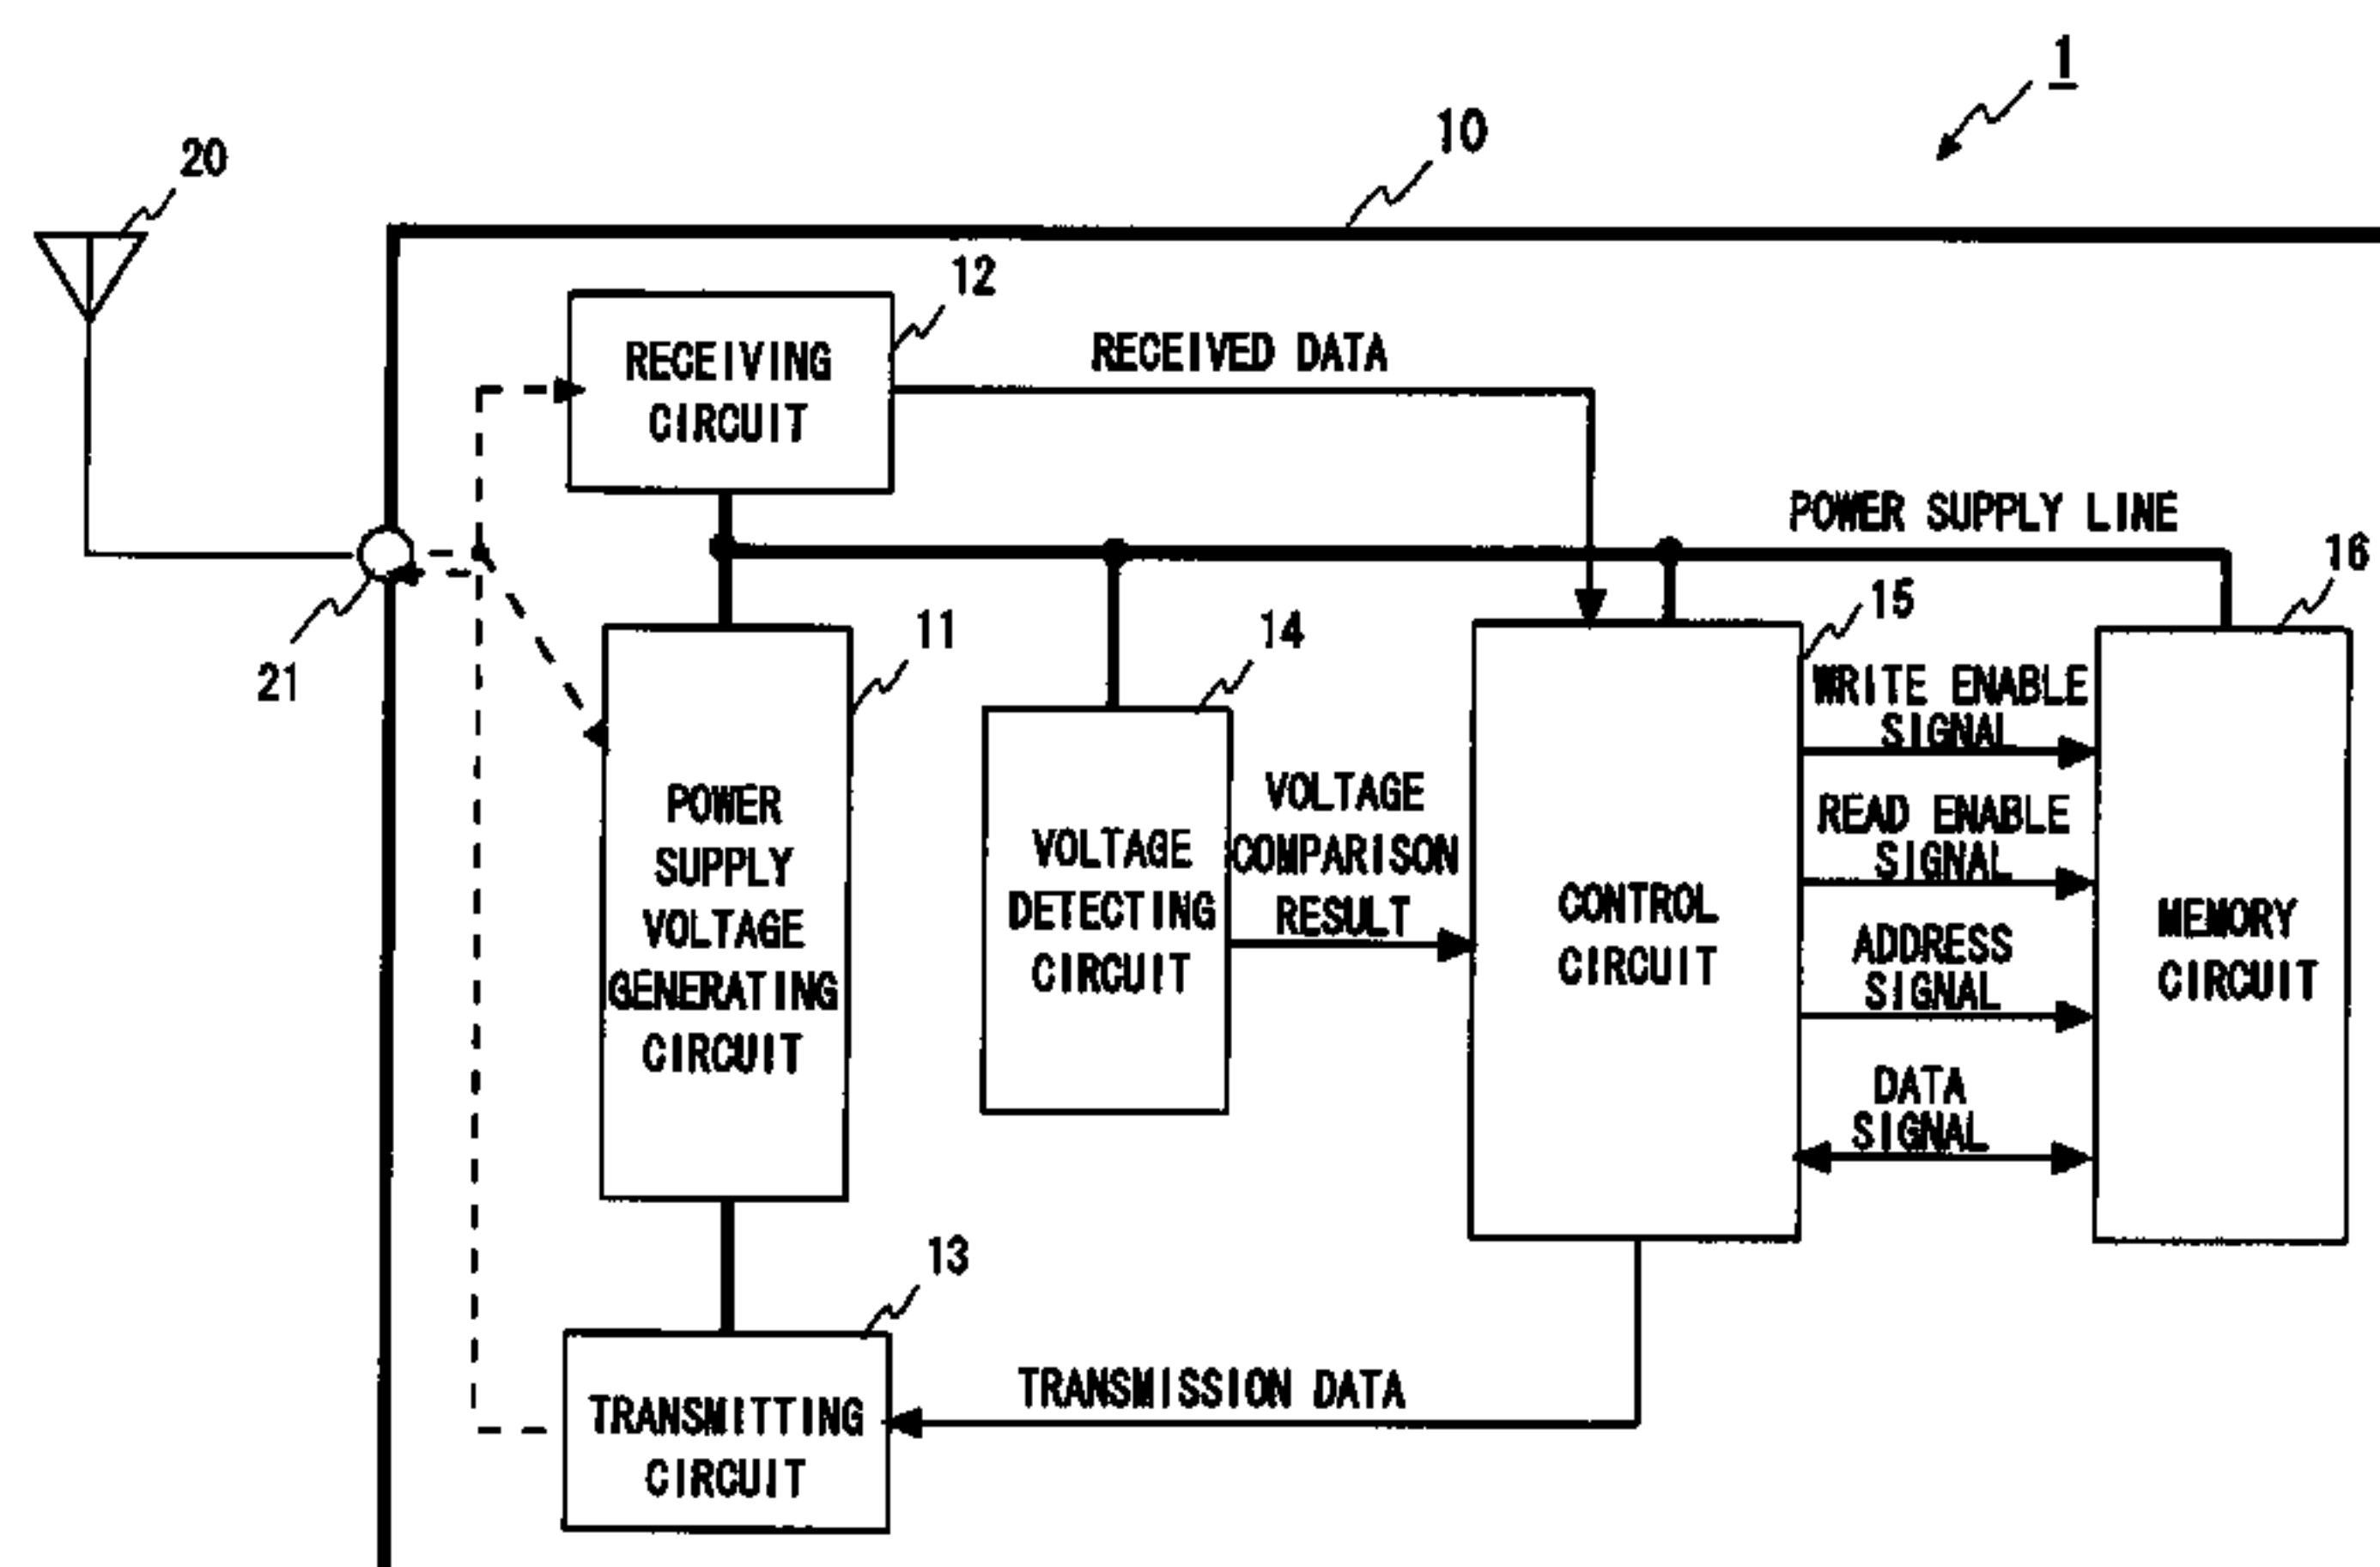 1
10
20
12
RECEIVING
CIRCUIT
RECEIVED DATA
POWER SUPPLY LINE
16
15
11
14
21
WRITE ENABLE
SIGNAL
POWER
SUPPLY
VOLTAGE
GENERATING
CIRCUIT
VOLTAGE
DETECTING
CIRCUIT
VOLTAGE
COMPARISON
RESULT
CONTROL
CIRCUIT
READ ENABLE
SIGNAL
ADDRESS
SIGNAL
DATA
SIGNAL
MEMORY
CIRCUIT
13
TRANSMITTING
CIRCUIT
TRANSMISSION DATA